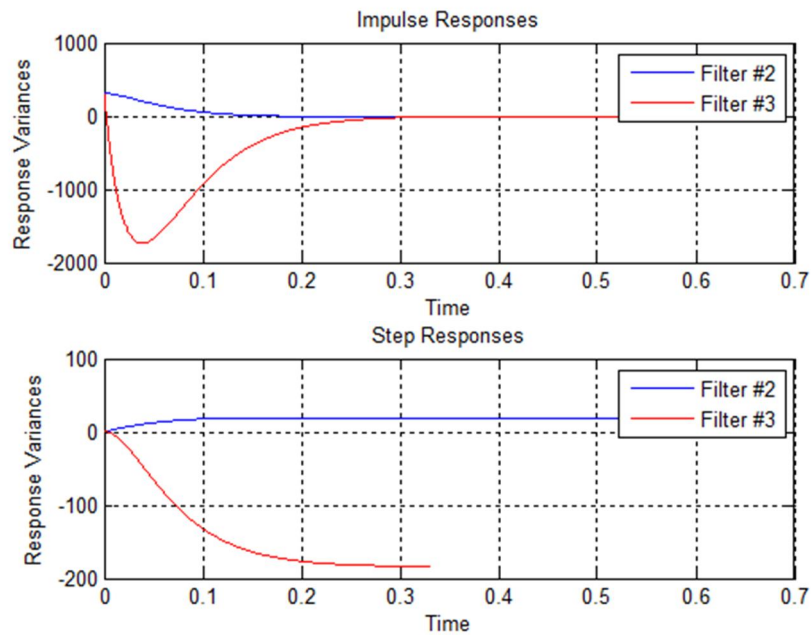 Impulse Responses
1000
0
-1000
-2000
Response Variances
Filter #2
Filter #3
0 0.1 0.2 0.3 0.4 0.5 0.6 0.7
Time
Step Responses
100
0
-100
-200
Response Variances
Filter #2
Filter #3
0 0.1 0.2 0.3 0.4 0.5 0.6 0.7
Time